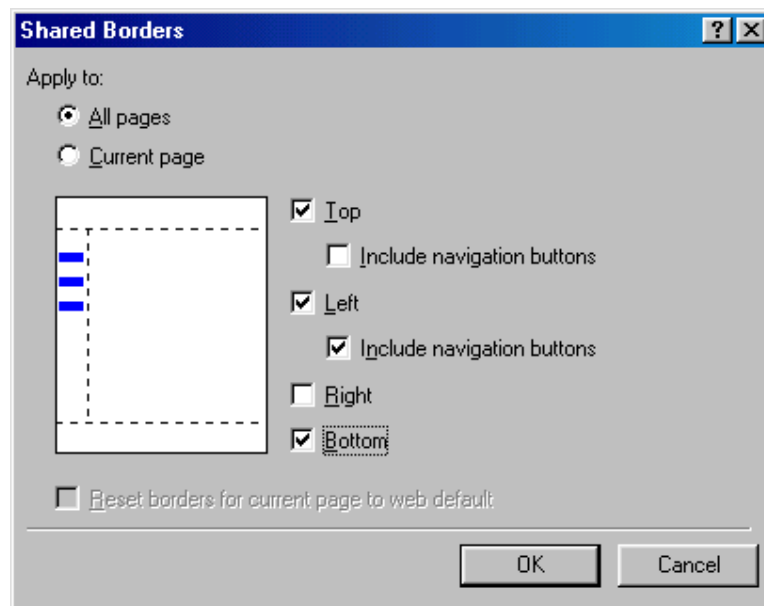 Shared Borders
Apply to:
All pages
Current page
Top
Include navigation buttons
Left
Include navigation buttons
Right
Bottom
Reset borders for current page to web default
OK Cancel